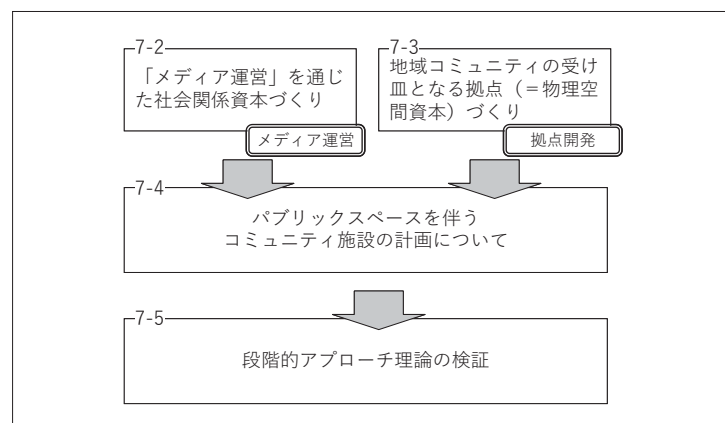 7-2
「メディア運営」を通じ
た社会関係資本づくり
メディア運営
7-3
地域コミュニティの受け
皿となる拠点（＝物理空
間資本）づくり
拠点開発
7-4
パブリックスペースを伴う
コミュニティ施設の計画について
7-5
段階的アプローチ理論の検証